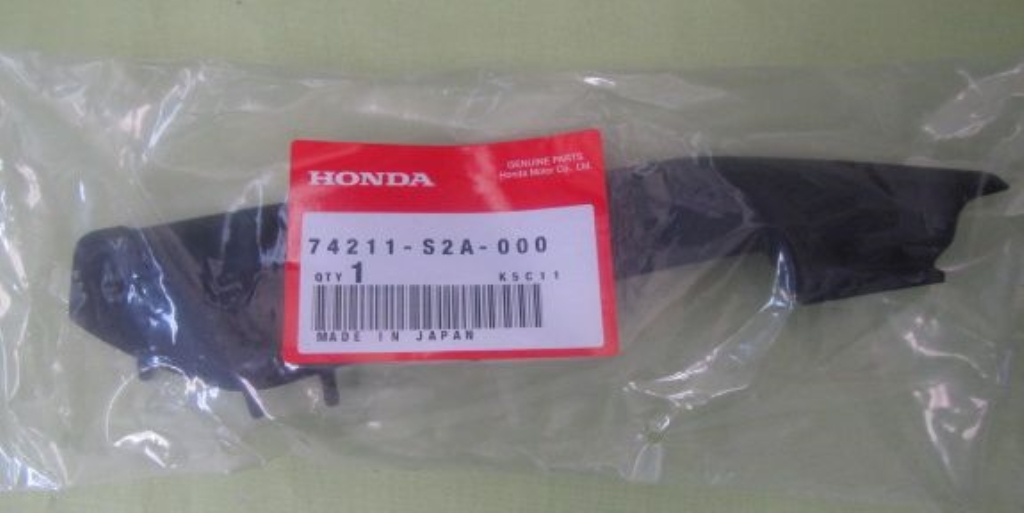 HONDA
GENUINE PARTS
Honda Motor Co., Ltd.
74211-S2A-000
QTY 1
K5C11
MADE IN JAPAN